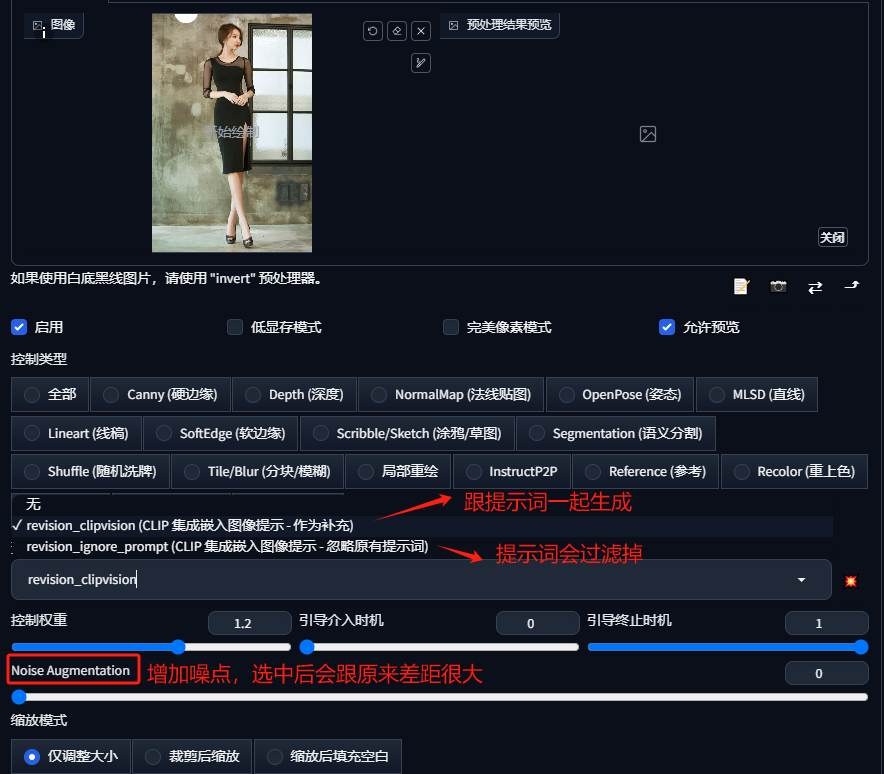 图像
预处理结果预览
开始绘制
关闭
如果使用白底黑线图片，请使用 "invert" 预处理器。
启用
低显存模式
完美像素模式
允许预览
控制类型
全部
Canny (硬边缘)
Depth (深度)
NormalMap (法线贴图)
OpenPose (姿态)
MLSD (直线)
Lineart (线稿)
SoftEdge (软边缘)
Scribble/Sketch (涂鸦/草图)
Segmentation (语义分割)
Shuffle (随机洗牌)
Tile/Blur (分块/模糊)
局部重绘
InstructP2P
Reference (参考)
Recolor (重上色)
无
跟提示词一起生成
✓ revision_clipvision (CLIP 集成嵌入图像提示 - 作为补充)
revision_ignore_prompt (CLIP 集成嵌入图像提示 - 忽略原有提示词)
提示词会过滤掉
revision_clipvision
控制权重
1.2
引导介入时机
0
引导终止时机
1
Noise Augmentation
增加噪点，选中后会跟原来差距很大
0
缩放模式
仅调整大小
裁剪后缩放
缩放后填充空白